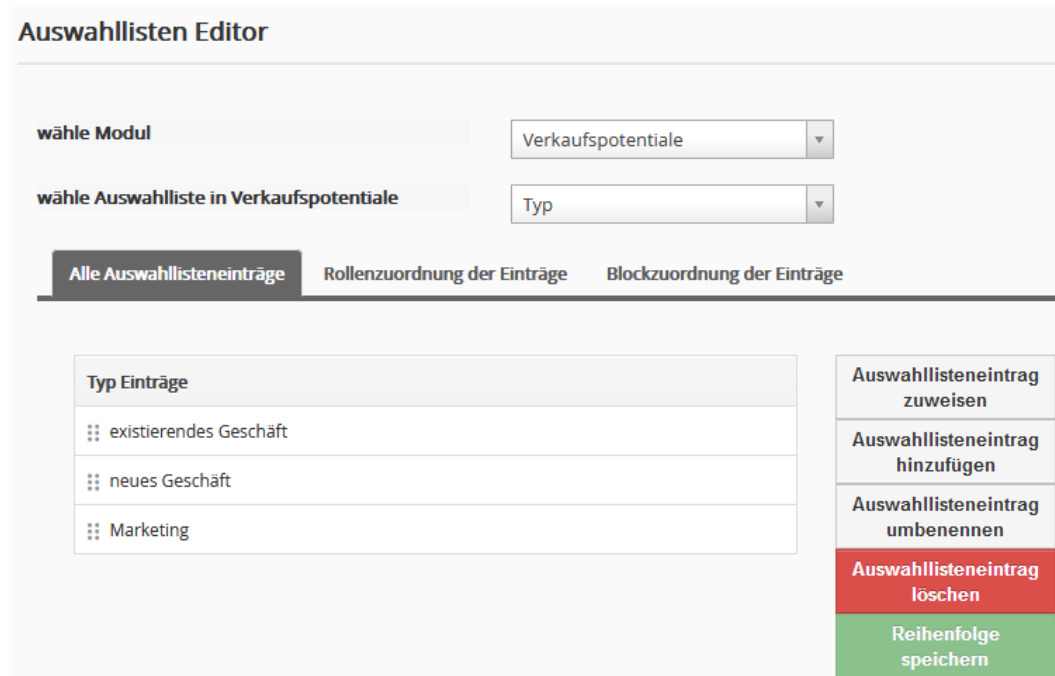 Auswahllisten Editor
wähle Modul
Verkaufspotentiale
wähle Auswahlliste in Verkaufspotentiale
Typ
Alle Auswahllisteneinträge
Rollenzuordnung der Einträge
Blockzuordnung der Einträge
Typ Einträge
existierendes Geschäft
neues Geschäft
Marketing
Auswahllisteneintrag
zuweisen
Auswahllisteneintrag
hinzufügen
Auswahllisteneintrag
umbenennen
Auswahllisteneintrag
löschen
Reihenfolge
speichern